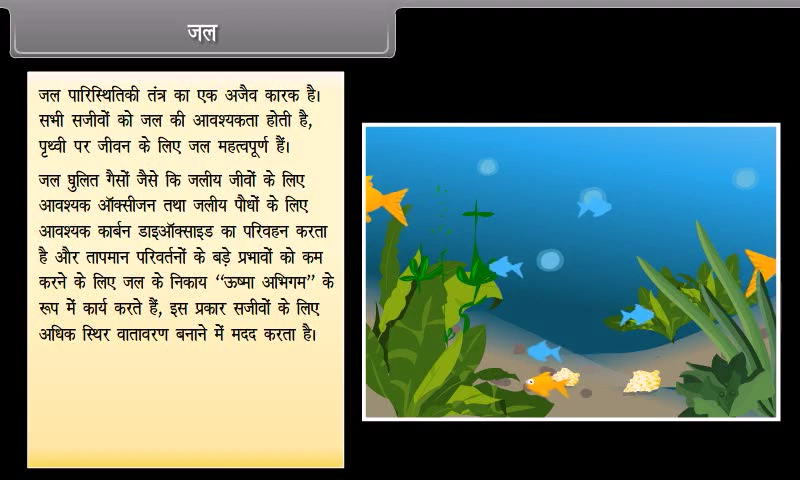 जल
जल पारिस्थितिकी तंत्र का एक अजैव कारक है।
सभी सजीवों को जल की आवश्यकता होती है,
पृथ्वी पर जीवन के लिए जल महत्वपूर्ण हैं।
जल घुलित गैसों जैसे कि जलीय जीवों के लिए
आवश्यक ऑक्सीजन तथा जलीय पौधों के लिए
आवश्यक कार्बन डाइऑक्साइड का परिवहन करता
है और तापमान परिवर्तनों के बड़े प्रभावों को कम
करने के लिए जल के निकाय “ऊष्मा अभिगम” के
रूप में कार्य करते हैं, इस प्रकार सजीवों के लिए
अधिक स्थिर वातावरण बनाने में मदद करता है।